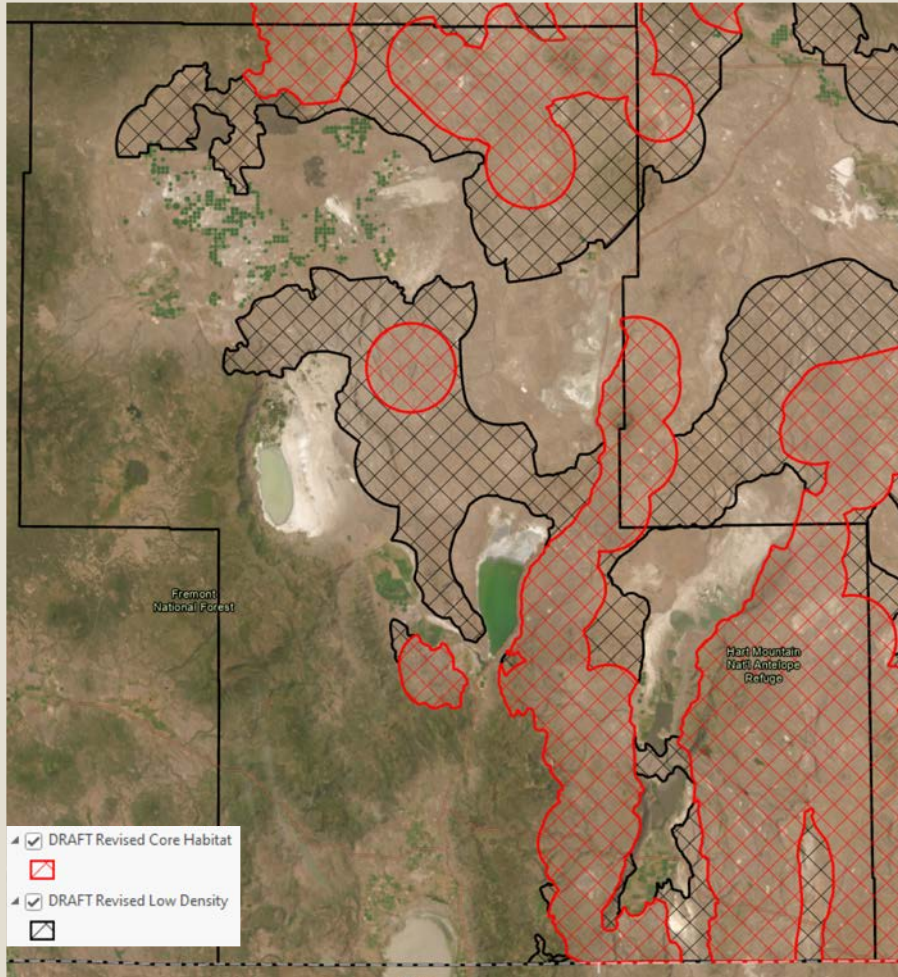 Fremont
National Forest
Hart Mountain
Nat'l Antelope
Refuge
DRAFT Revised Core Habitat
DRAFT Revised Low Density